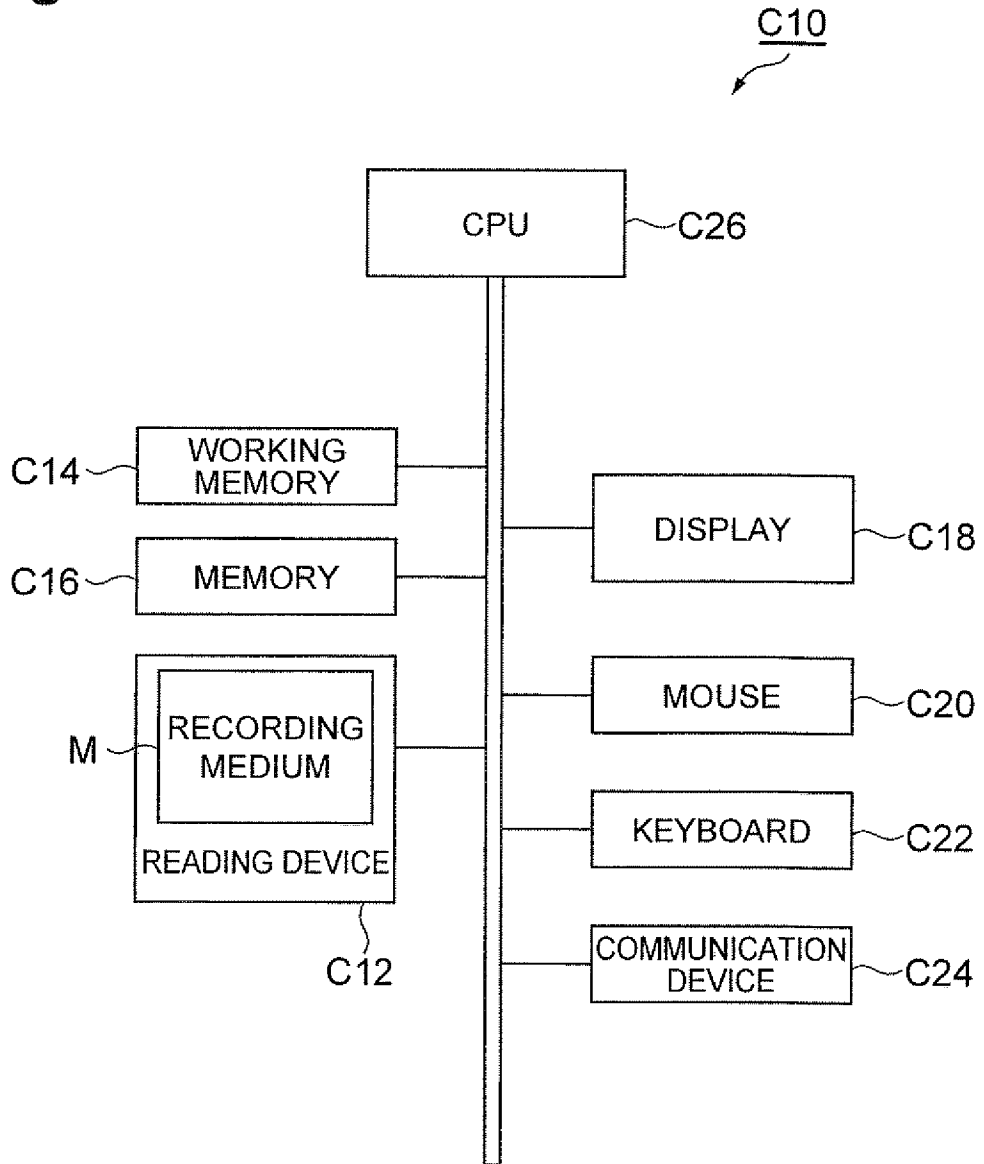 C10
CPU
C26
WORKING
MEMORY
C14
MEMORY
C16
RECORDING
MEDIUM
M
READING DEVICE
C12
DISPLAY
C18
MOUSE
C20
KEYBOARD
C22
COMMUNICATION
DEVICE
C24